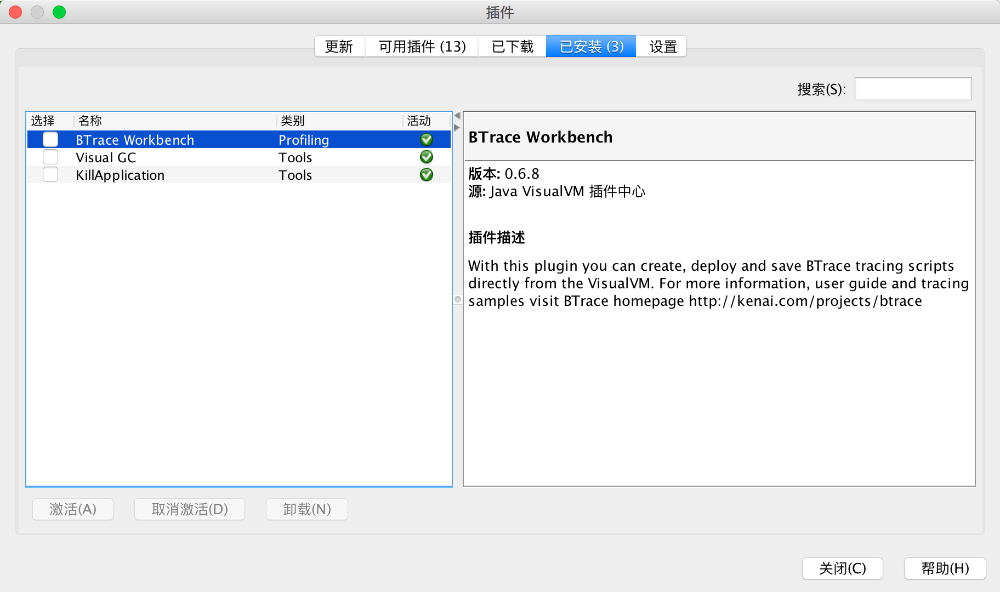 插件
更新 可用插件 (13) 已下载 已安装 (3) 设置
搜索(S):
选择 名称 类别 活动
BTrace Workbench Profiling
Visual GC Tools
KillApplication Tools
BTrace Workbench
版本: 0.6.8
源: Java VisualVM 插件中心
插件描述
With this plugin you can create, deploy and save BTrace tracing scripts
directly from the VisualVM. For more information, user guide and tracing
samples visit BTrace homepage http://kenai.com/projects/btrace
激活(A) 取消激活(D) 卸载(N)
关闭(C) 帮助(H)